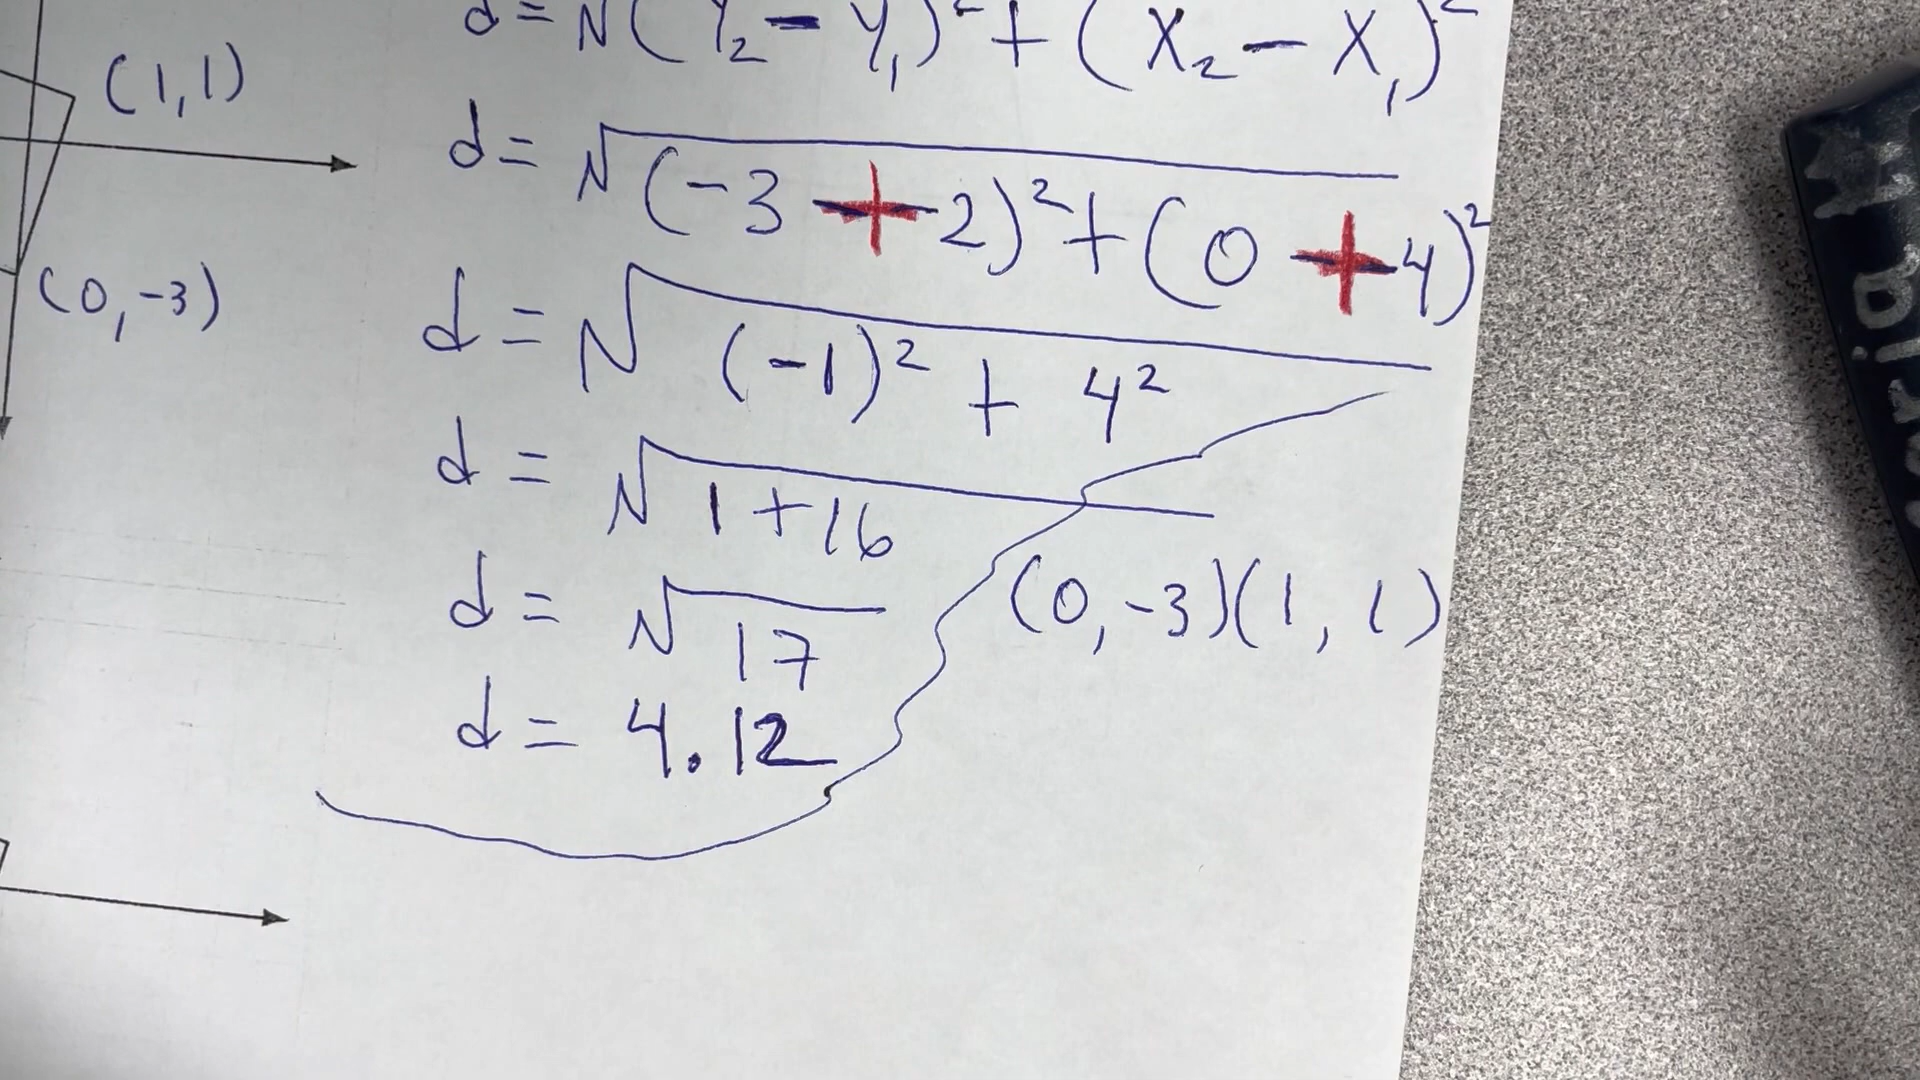 d = √(Y₂ - Y₁)² + (X₂ - X₁)²
(1,1)
d = √(-3 + 2)² + (0 + 4)²
(0,-3)
d = √(-1)² + 4²
d = √1+16
(0,-3)(1, 1)
d = √17
d = 4.12